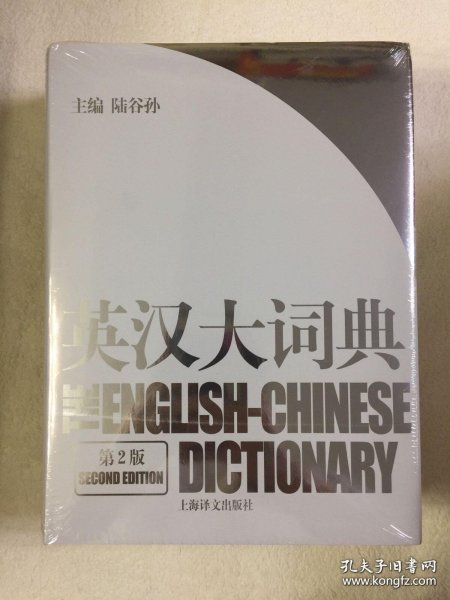 主编 陆谷孙
英汉大词典
THE ENGLISH-CHINESE
第2版
SECOND EDITION
DICTIONARY
上海译文出版社
孔夫子旧书网
www.kongfz.com